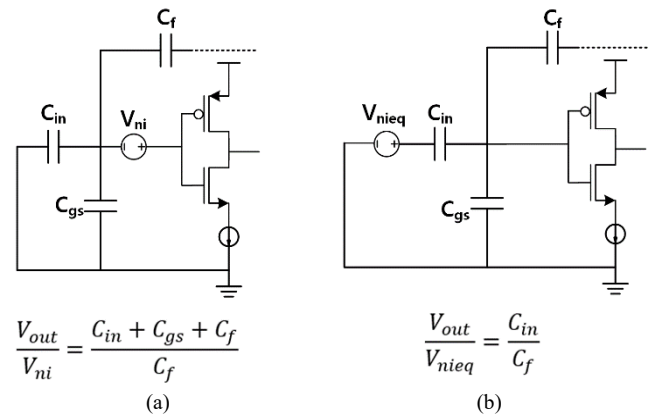 C_f
C_in
V_ni
C_gs
V_out / V_ni = (C_in + C_gs + C_f) / C_f
(a)
C_f
V_nieq
C_in
C_gs
V_out / V_nieq = C_in / C_f
(b)